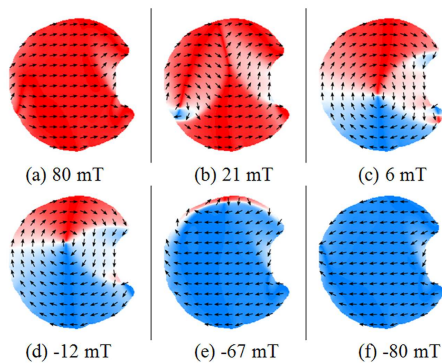 (a) 80 mT
(b) 21 mT
(c) 6 mT
(d) -12 mT
(e) -67 mT
(f) -80 mT